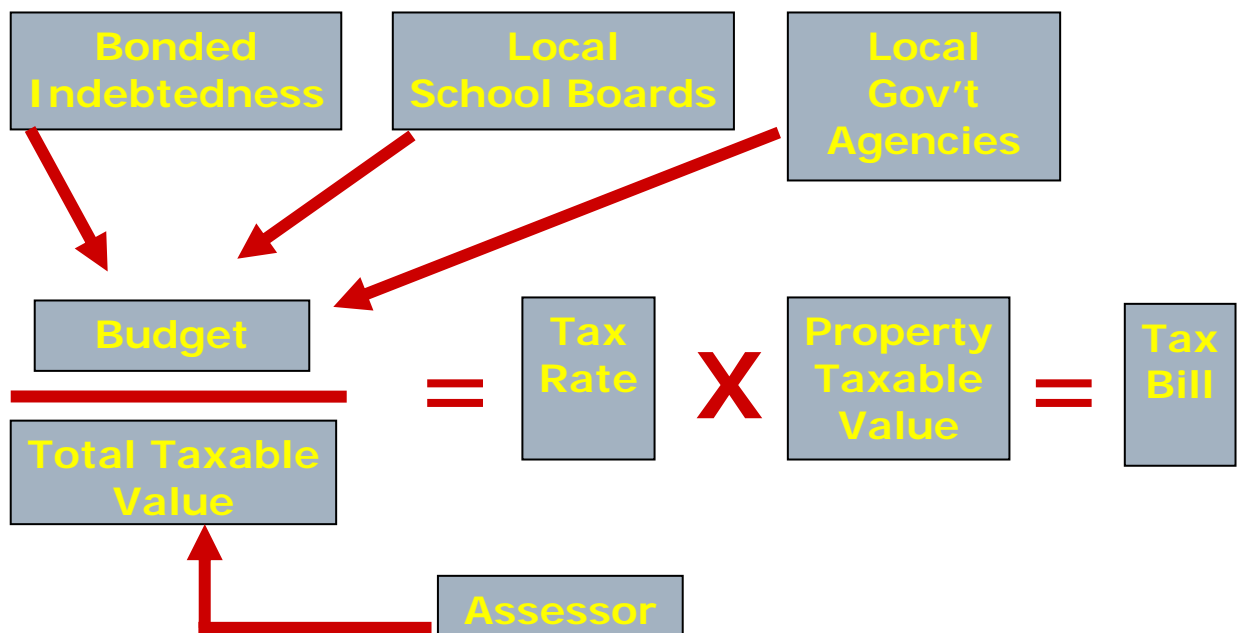 Bonded
Indebtedness
Local
School Boards
Local
Gov't
Agencies
Budget
Total Taxable
Value
=
Tax
Rate
X
Property
Taxable
Value
=
Tax
Bill
Assessor